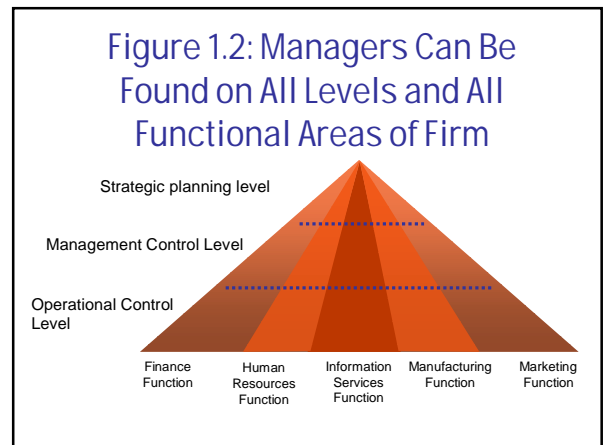 Figure 1.2: Managers Can Be
Found on All Levels and All
Functional Areas of Firm
Strategic planning level
Management Control Level
Operational Control
Level
Finance
Function
Human
Resources
Function
Information
Services
Function
Manufacturing
Function
Marketing
Function